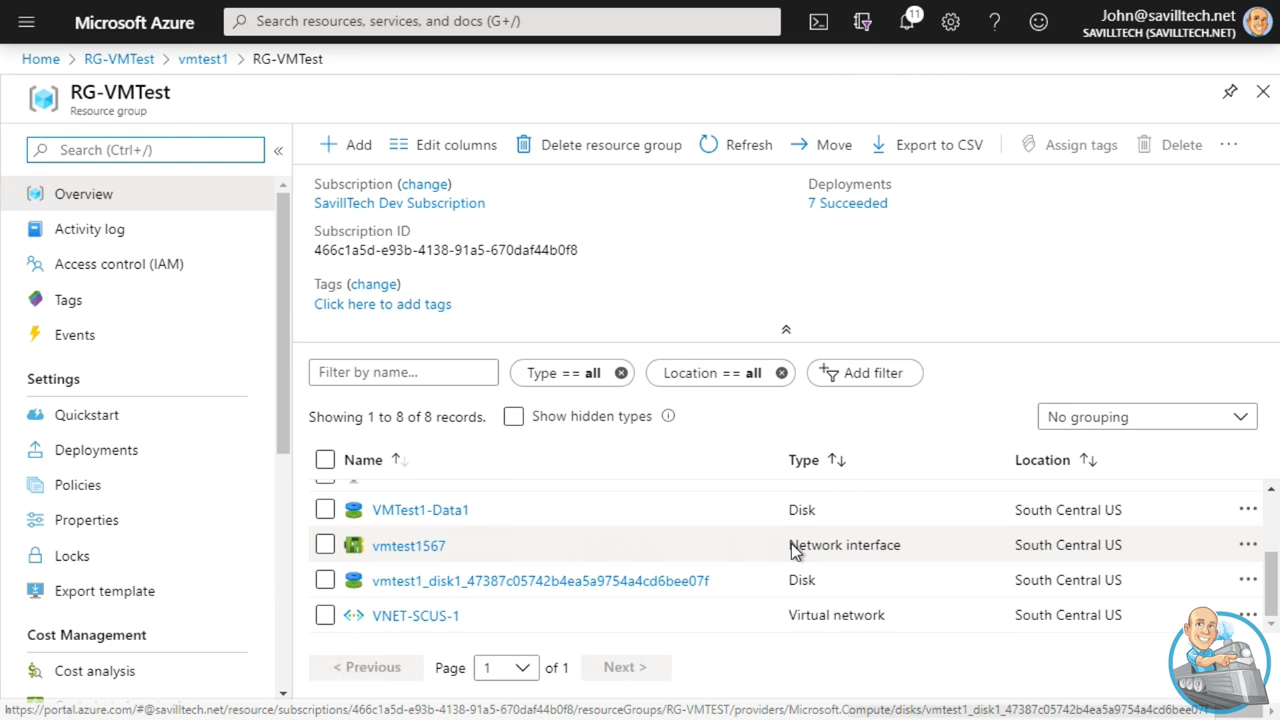 Microsoft Azure
Search resources, services, and docs (G+/)
11
John@savilltech.net
SAVILLTECH (SAVILLTECH.NET)
Home > RG-VMTest > vmtest1 > RG-VMTest
RG-VMTest
Resource group
Search (Ctrl+/)
«
Add
Edit columns
Delete resource group
Refresh
Move
Export to CSV
Assign tags
Delete
...
Overview
Activity log
Access control (IAM)
Tags
Events
Settings
Quickstart
Deployments
Policies
Properties
Locks
Export template
Cost Management
Cost analysis
Subscription (change)
SavillTech Dev Subscription
Subscription ID
466c1a5d-e93b-4138-91a5-670daf44b0f8
Tags (change)
Click here to add tags
Deployments
7 Succeeded
Filter by name...
Type == all
Location == all
Add filter
Showing 1 to 8 of 8 records.
Show hidden types
No grouping
Name Type Location
VMTest1-Data1 Disk South Central US ...
vmtest1567 Network interface South Central US ...
vmtest1_disk1_47387c05742b4ea5a9754a4cd6bee07f Disk South Central US ...
VNET-SCUS-1 Virtual network South Central US ...
< Previous Page 1 of 1 Next >
https://portal.azure.com/#@savilltech.net/resource/subscriptions/466c1a5d-e93b-4138-91a5-670daf44b0f8/resourceGroups/RG-VMTEST/providers/Microsoft.Compute/disks/vmtest1_disk1_47387c05742b4ea5a9754a4cd6bee07f